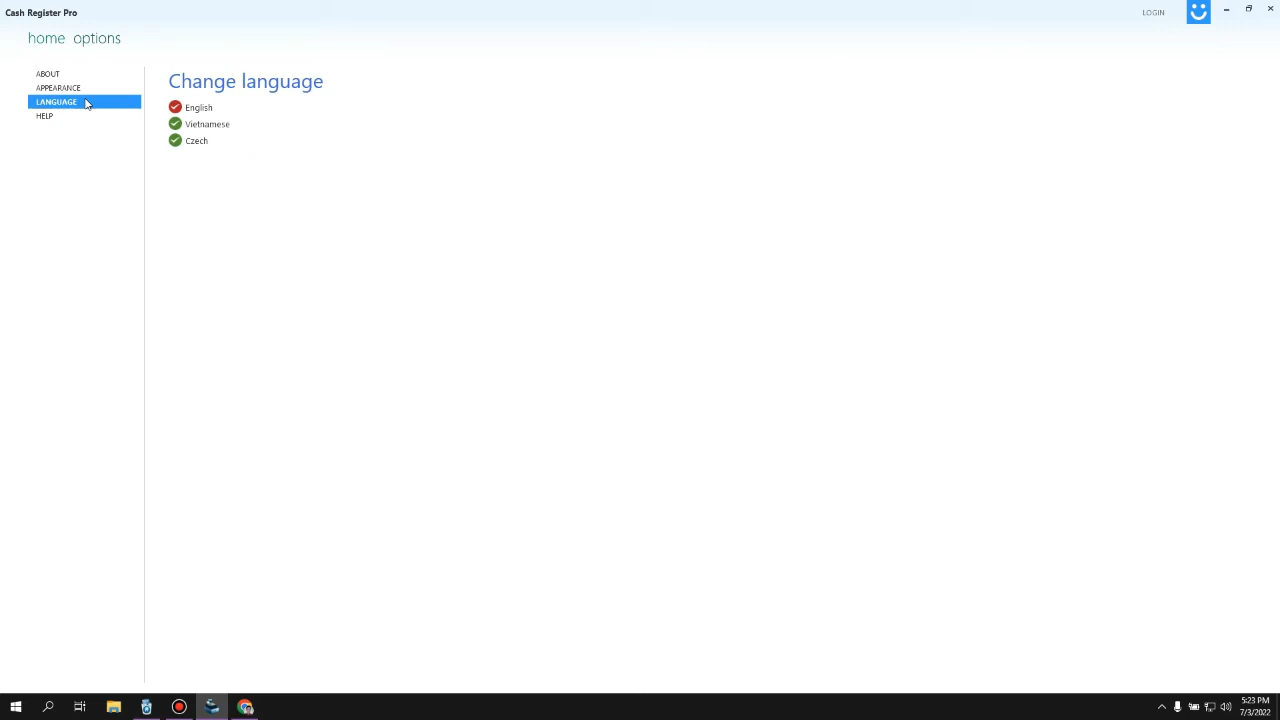 Cash Register Pro
LOGIN
home options
ABOUT
APPEARANCE
LANGUAGE
HELP
Change language
English
Vietnamese
Czech
5:23 PM
7/3/2022